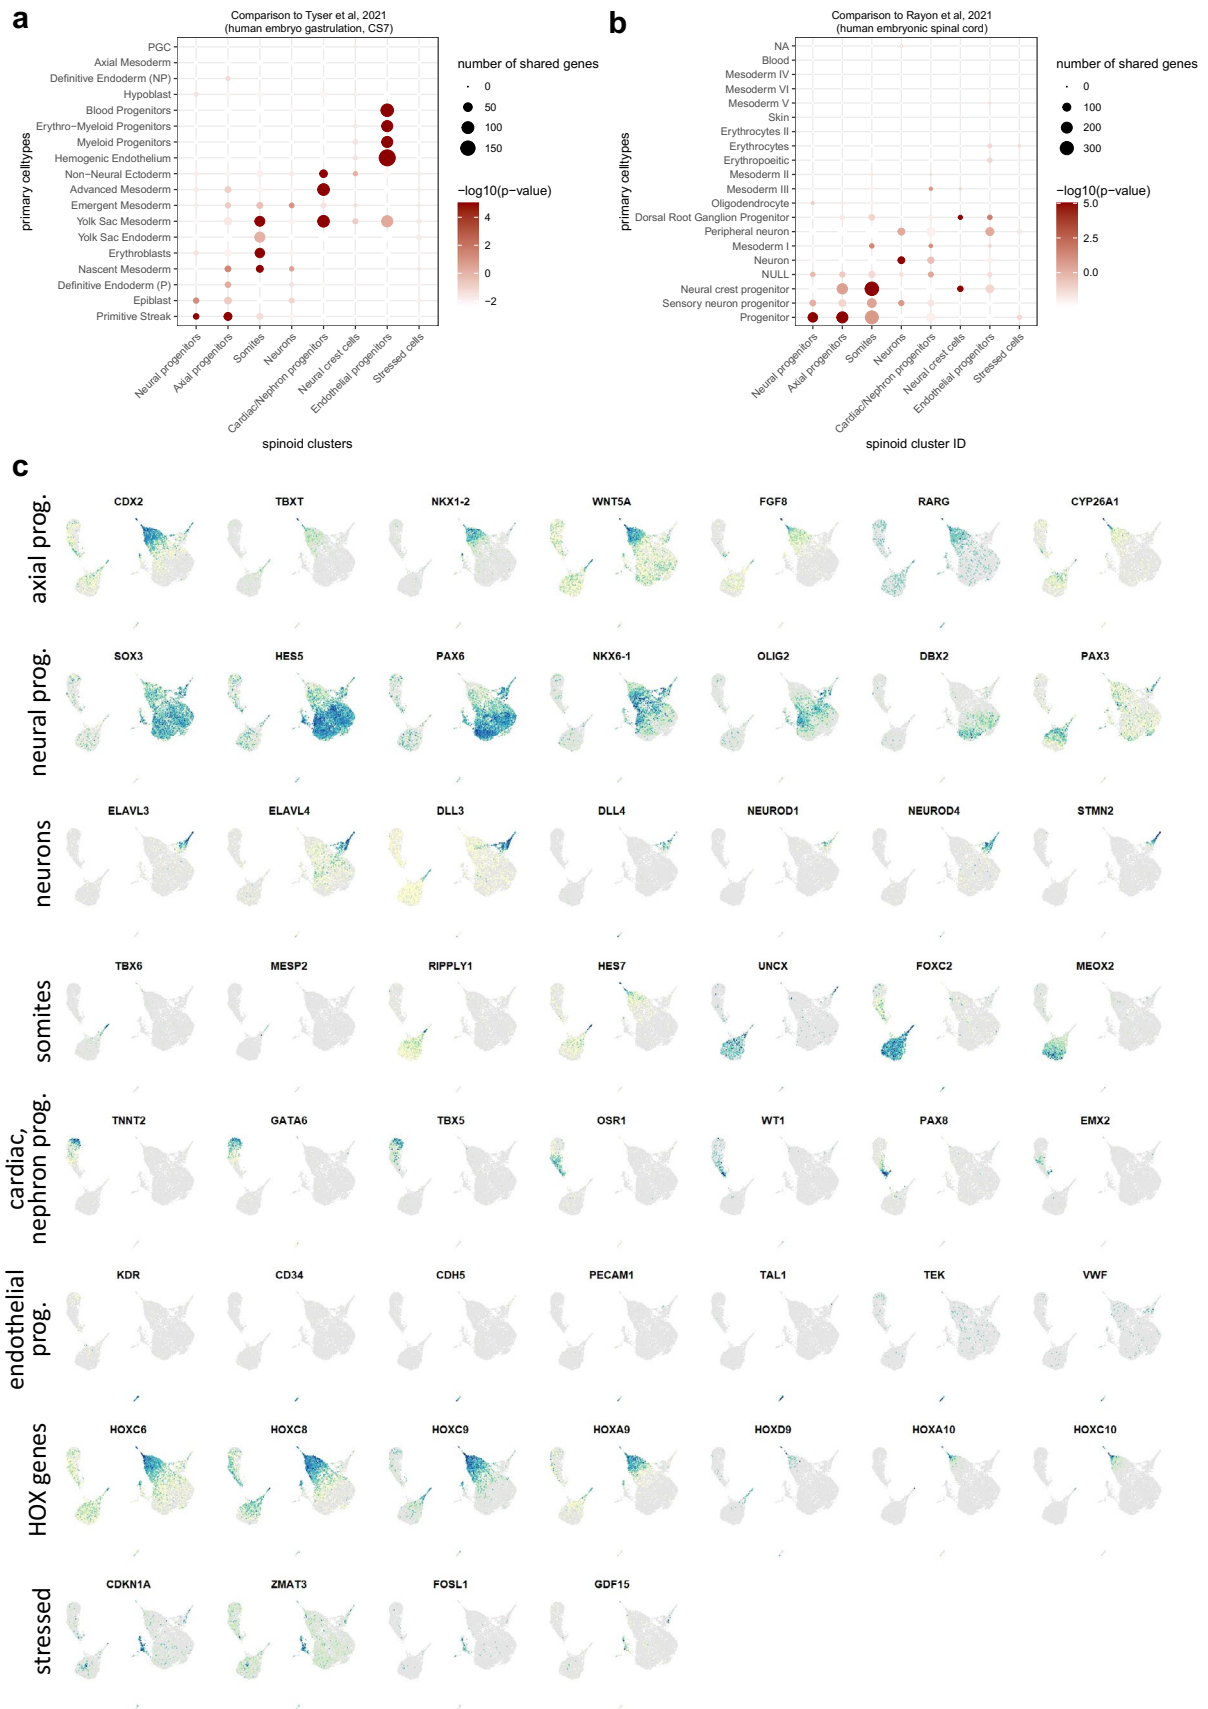 a
Comparison to Tyser et al, 2021
(human embryo gastrulation, CS7)
primary celltypes
PGC
Axial Mesoderm
Definitive Endoderm (NP)
Hypoblast
Blood Progenitors
Erythro−Myeloid Progenitors
Myeloid Progenitors
Hemogenic Endothelium
Non−Neural Ectoderm
Advanced Mesoderm
Emergent Mesoderm
Yolk Sac Mesoderm
Yolk Sac Endoderm
Erythroblasts
Nascent Mesoderm
Definitive Endoderm (P)
Epiblast
Primitive Streak
Neural progenitors
Axial progenitors
Somites
Neurons
Cardiac/Nephron progenitors
Neural crest cells
Endothelial progenitors
Stressed cells
spinoid clusters
number of shared genes
0
50
100
150
−log10(p−value)
4
2
0
−2
b
Comparison to Rayon et al, 2021
(human embryonic spinal cord)
primary celltypes
NA
Blood
Mesoderm IV
Mesoderm VI
Mesoderm V
Skin
Erythrocytes II
Erythrocytes
Erythropoeitic
Mesoderm II
Mesoderm III
Oligodendrocyte
Dorsal Root Ganglion Progenitor
Peripheral neuron
Mesoderm I
Neuron
NULL
Neural crest progenitor
Sensory neuron progenitor
Progenitor
Neural progenitors
Axial progenitors
Somites
Neurons
Cardiac/Nephron progenitors
Neural crest cells
Endothelial progenitors
Stressed cells
spinoid cluster ID
number of shared genes
0
100
200
300
−log10(p−value)
5.0
0.0
c
axial prog.
CDX2 TBXT NKX1-2 WNT5A FGF8 RARG CYP26A1
neural prog.
SOX3 HES5 PAX6 NKX6-1 OLIG2 DBX2 PAX3
neurons
ELAVL3 ELAVL4 DLL3 DLL4 NEUROD1 NEUROD4 STMN2
somites
TBX6 MESP2 RIPPLY1 HES7 UNCX FOXC2 MEOX2
cardiac,
nephron prog.
TNNT2 GATA6 TBX5 OSR1 WT1 PAX8 EMX2
endothelial
prog.
KDR CD34 CDH5 PECAM1 TAL1 TEK VWF
HOX genes
HOXC6 HOXC8 HOXC9 HOXA9 HOXD9 HOXA10 HOXC10
stressed
CDKN1A ZMAT3 FOSL1 GDF15